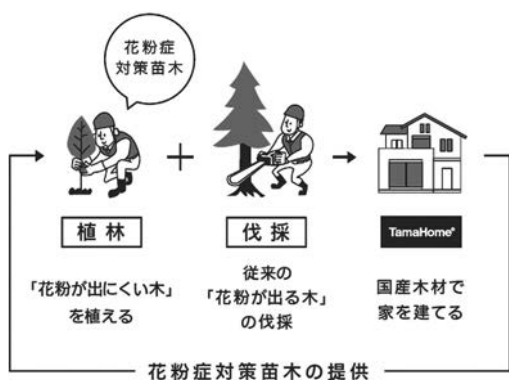 花粉症
対策苗木
植林
伐採
TamaHome
「花粉が出にくい木」
を植える
従来の
「花粉が出る木」
の伐採
国産木材で
家を建てる
花粉症対策苗木の提供